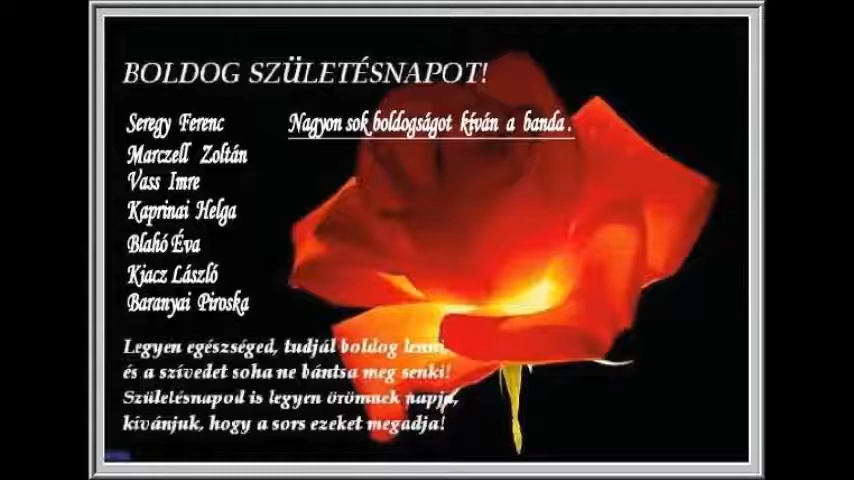 BOLDOG SZÜLETÉSNAPOT!
Seregy Ferenc
Nagyon sok boldogságot kíván a banda.
Marczell Zoltán
Vass Imre
Kaprinai Helga
Blahó Éva
Kjacz László
Baranyai Piroska
Legyen egészséged, tudjál boldog lenni,
és a szívedet soha ne bántsa meg senki!
Születésnapod is legyen örömnek napja,
kívánjuk, hogy a sors ezeket megadja!